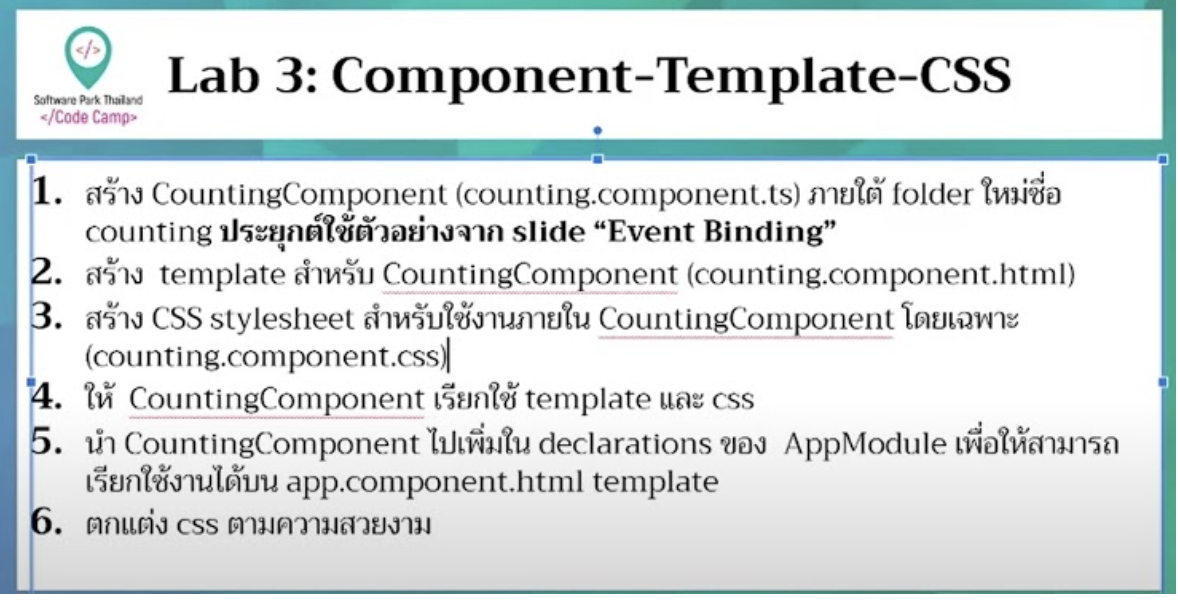 </>
Software Park Thailand
</Code Camp>
Lab 3: Component-Template-CSS
1. สร้าง CountingComponent (counting.component.ts) ภายใต้ folder ใหม่ชื่อ
counting ประยุกต์ใช้ตัวอย่างจาก slide “Event Binding”
2. สร้าง template สำหรับ CountingComponent (counting.component.html)
3. สร้าง CSS stylesheet สำหรับใช้งานภายใน CountingComponent โดยเฉพาะ
(counting.component.css)
4. ให้ CountingComponent เรียกใช้ template และ css
5. นำ CountingComponent ไปเพิ่มใน declarations ของ AppModule เพื่อให้สามารถ
เรียกใช้งานได้บน app.component.html template
6. ตกแต่ง css ตามความสวยงาม